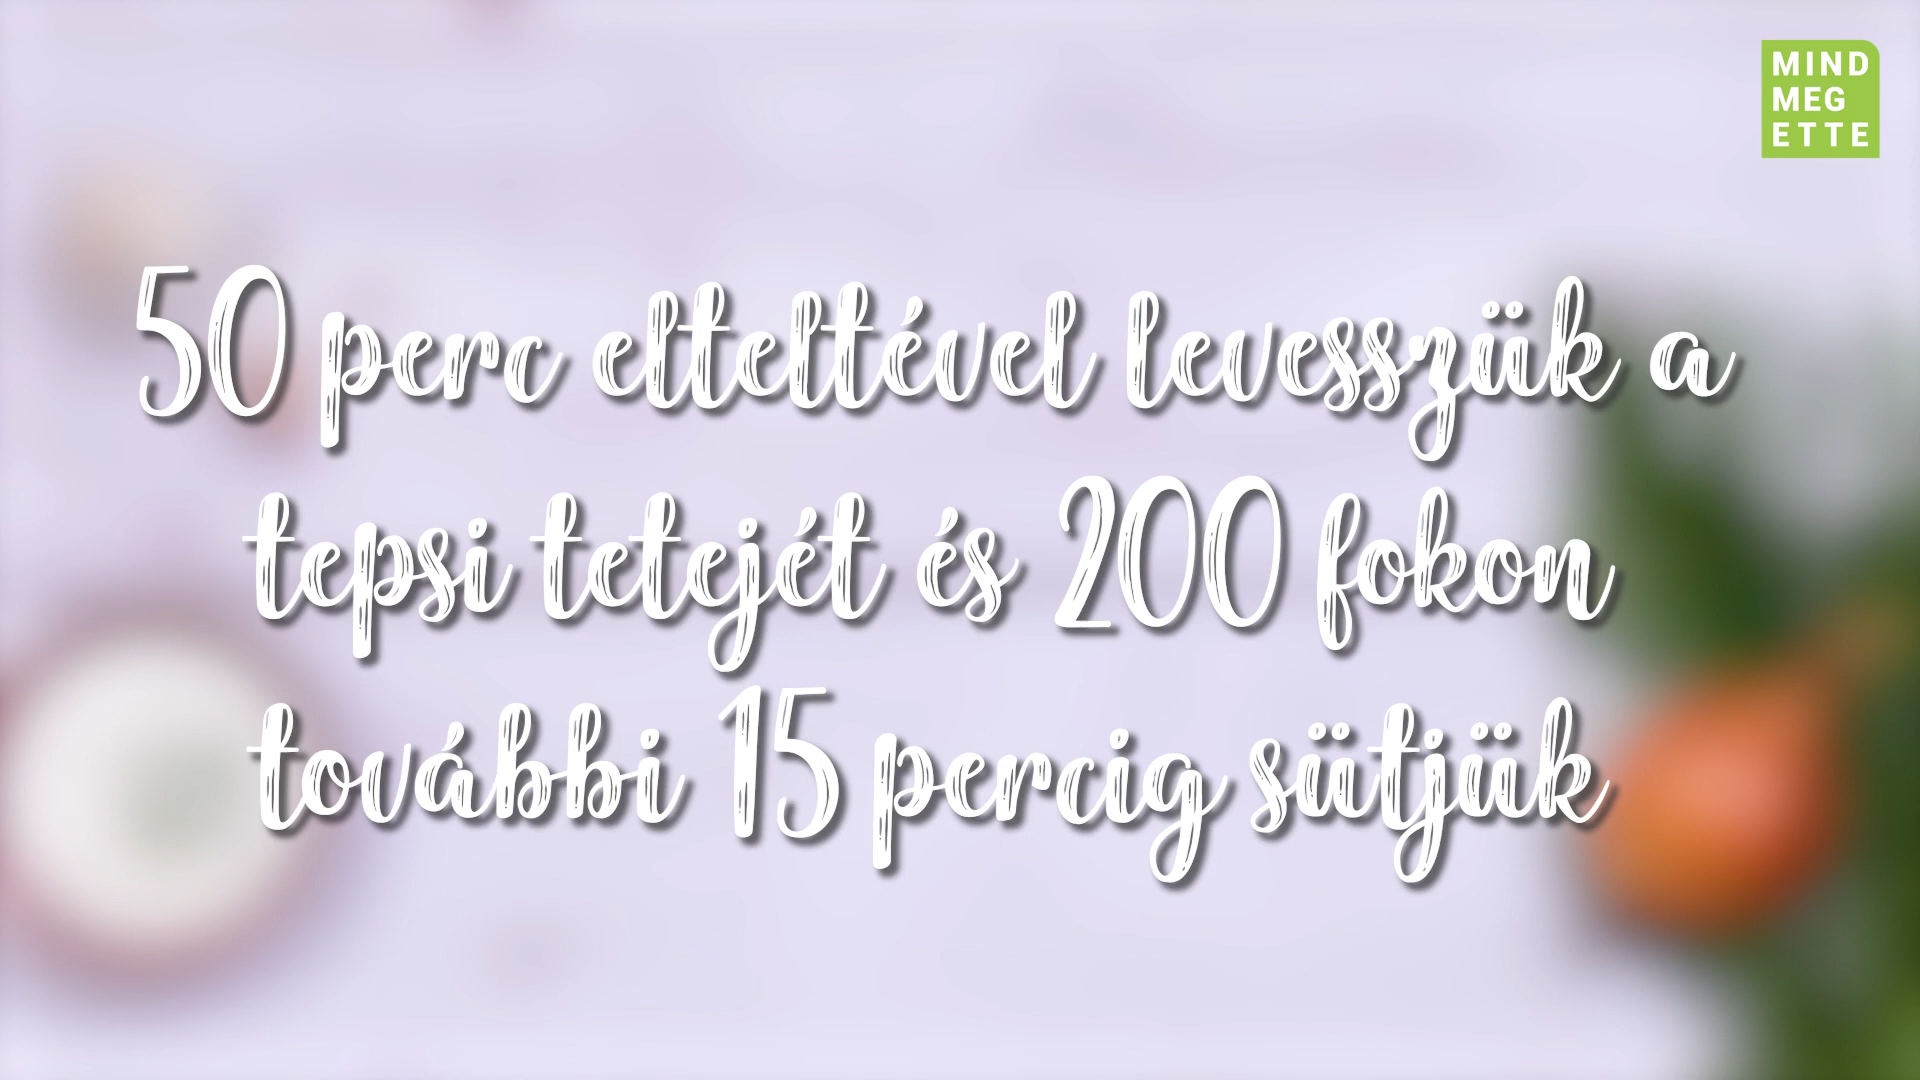 MIND
MEG
ETTE
50 perc elteltével levesszük a
tepsi tetejét és 200 fokon
további 15 percig sütjük